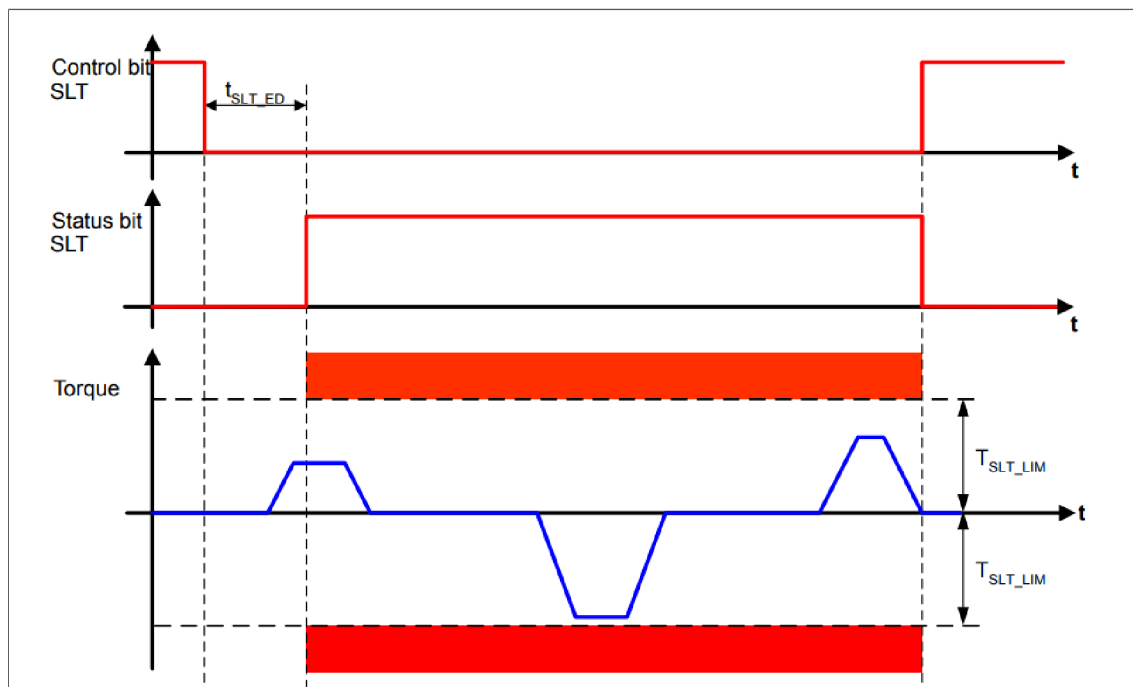 Control bit
SLT
tSLT_ED
t
Status bit
SLT
t
Torque
TSLT_LIM
t
TSLT_LIM